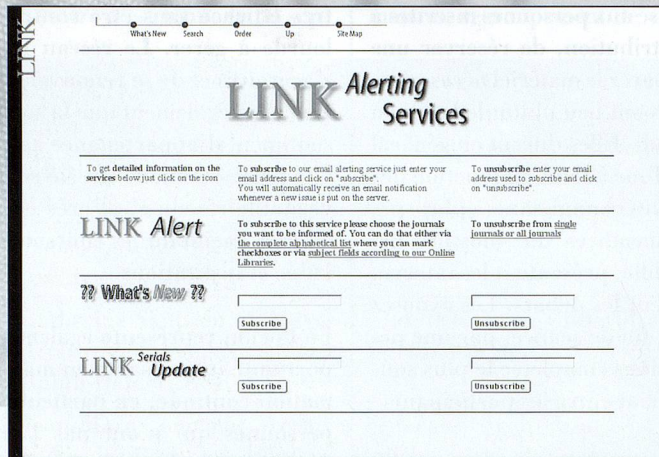 LINK
What's New Search Order Up Site Map
LINK Alerting
Services
To get detailed information on the
services below just click on the icon.
To subscribe to our email alerting service just enter your
email address and click on "subscribe".
You will automatically receive an email notification
whenever a new issue is put on the server.
To unsubscribe enter your email
address used to subscribe and click
on "unsubscribe"
LINK Alert
To subscribe to this service please choose the journals
you want to be informed of. You can do that either via
the complete alphabetical list where you can mark
checkboxes or via subject fields according to our Online
Libraries.
To unsubscribe from single
journals or all journals
?? What's New ??
Subscribe
Unsubscribe
LINK Serials
Update
Subscribe
Unsubscribe